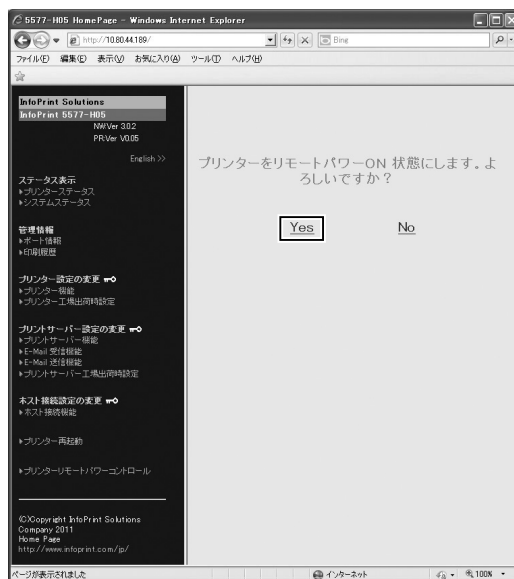 5577-H05 HomePage - Windows Internet Explorer
http://10.80.44.189/
Bing
ファイル(F) 編集(E) 表示(V) お気に入り(A) ツール(T) ヘルプ(H)
InfoPrint Solutions
InfoPrint 5577-H05
NW:Ver 3.0.2
PR:Ver V0.05
English >>
ステータス表示
プリンターステータス
システムステータス
管理情報
ポート情報
印刷履歴
プリンター設定の変更
プリンター機能
プリンター工場出荷時設定
プリントサーバー設定の変更
プリントサーバー機能
E-Mail 受信機能
E-Mail 送信機能
プリントサーバー工場出荷時設定
ホスト接続設定の変更
ホスト接続機能
プリンター再起動
プリンターリモートパワーコントロール
(C)Copyright InfoPrint Solutions
Company 2011
Home Page
http://www.infoprint.com/jp/
プリンターをリモートパワーON 状態にします。よ
ろしいですか？
Yes No
ページが表示されました インターネット 100%